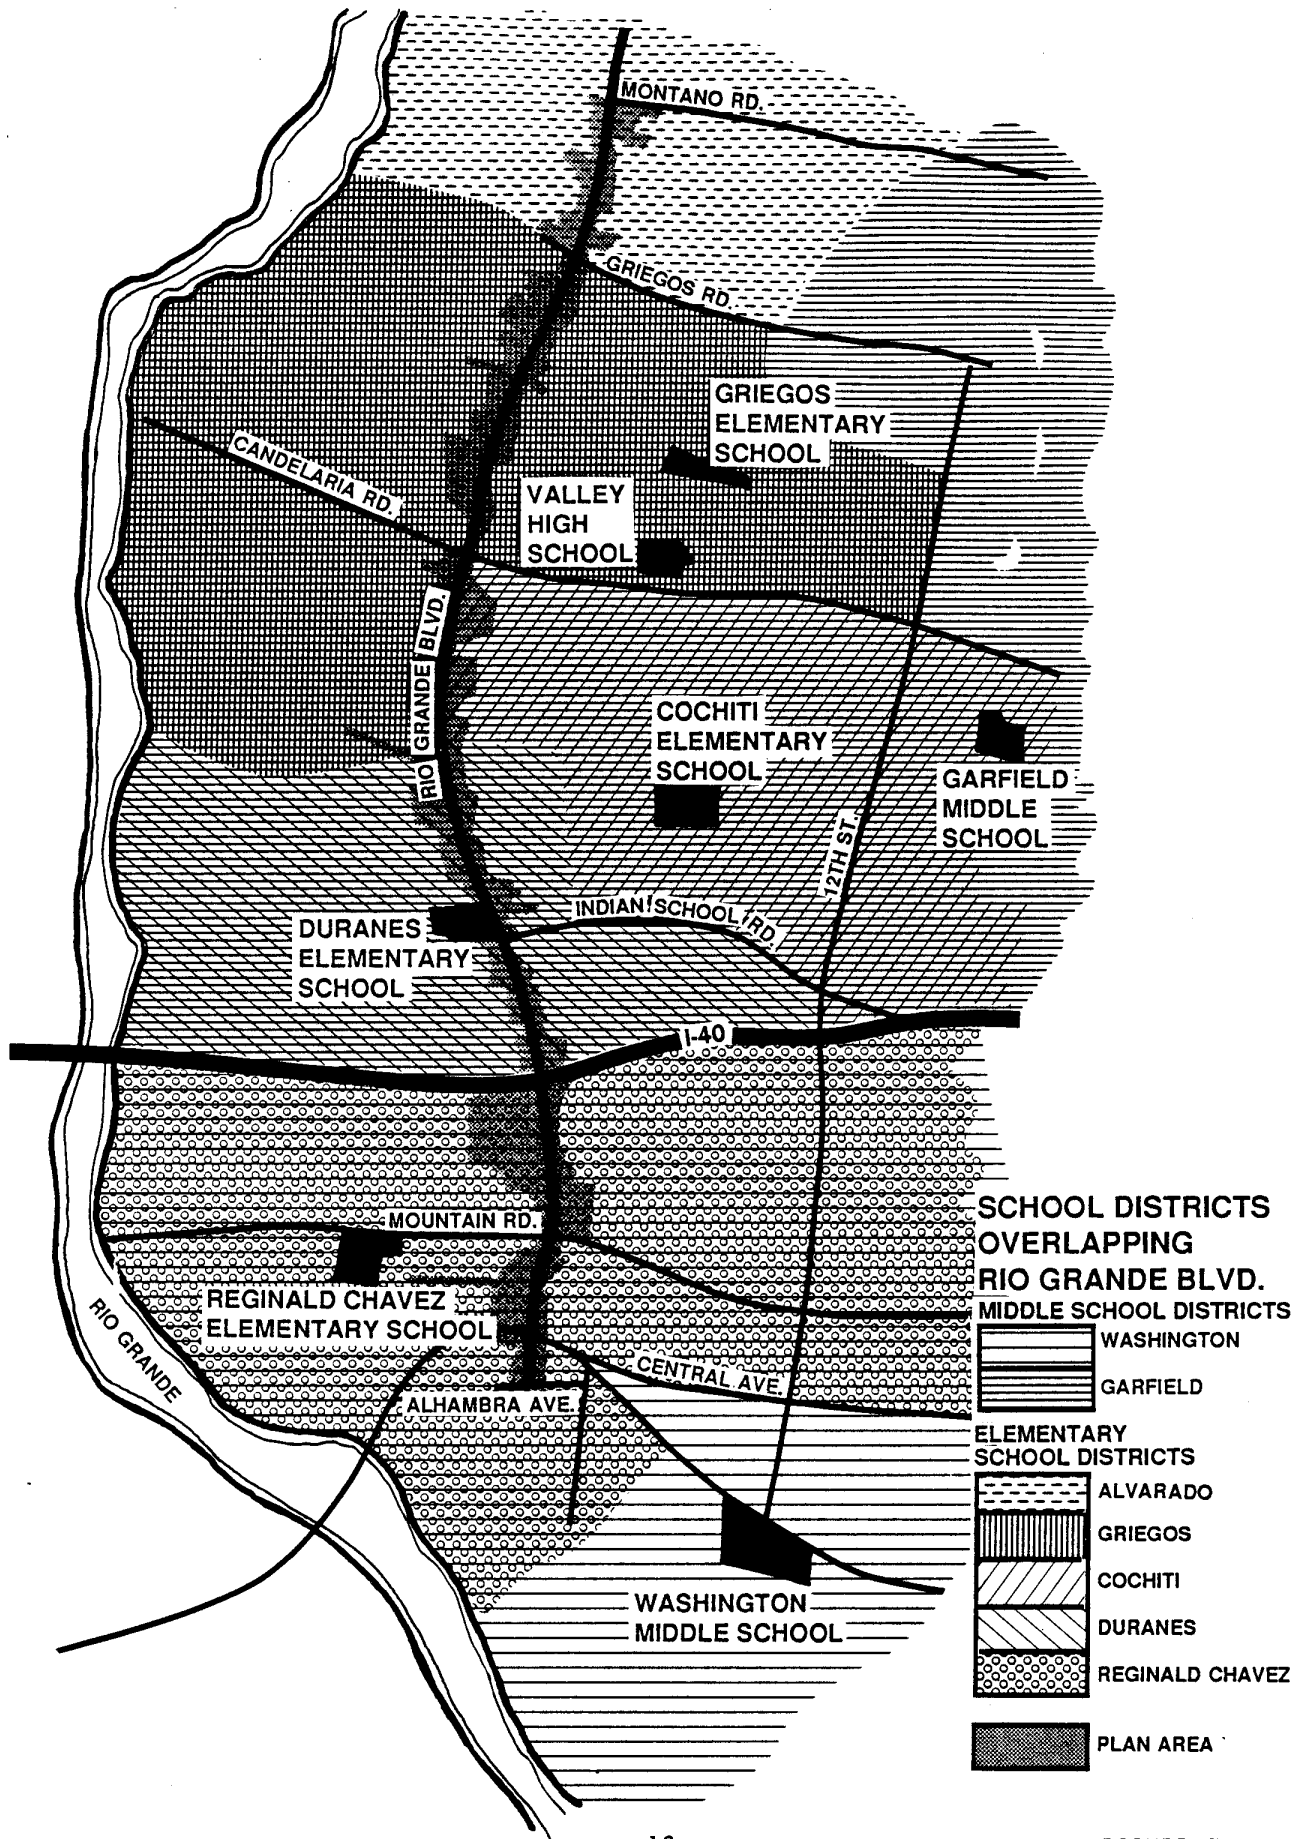 MONTANO RD.
GRIEGOS RD.
GRIEGOS
ELEMENTARY
SCHOOL
CANDELARIA RD.
VALLEY
HIGH
SCHOOL
RIO GRANDE BLVD.
COCHITI
ELEMENTARY
SCHOOL
GARFIELD
MIDDLE
SCHOOL
12TH ST.
INDIAN SCHOOL RD.
DURANES
ELEMENTARY
SCHOOL
I-40
MOUNTAIN RD.
REGINALD CHAVEZ
ELEMENTARY SCHOOL
RIO GRANDE
CENTRAL AVE.
ALHAMBRA AVE.
WASHINGTON
MIDDLE SCHOOL
SCHOOL DISTRICTS
OVERLAPPING
RIO GRANDE BLVD.
MIDDLE SCHOOL DISTRICTS
WASHINGTON
GARFIELD
ELEMENTARY
SCHOOL DISTRICTS
ALVARADO
GRIEGOS
COCHITI
DURANES
REGINALD CHAVEZ
PLAN AREA